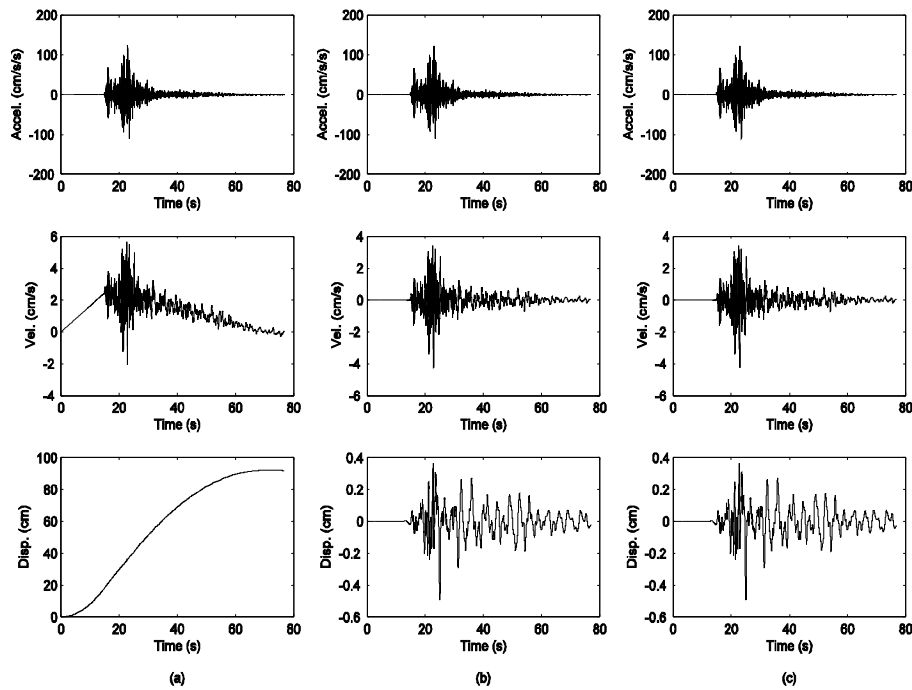 200
100
0
-100
-200
Accel. (cm/s/s)
0 20 40 60 80
Time (s)
200
100
0
-100
-200
Accel. (cm/s/s)
0 20 40 60 80
Time (s)
200
100
0
-100
-200
Accel. (cm/s/s)
0 20 40 60 80
Time (s)
6
4
2
0
-2
-4
Vel. (cm/s)
0 20 40 60 80
Time (s)
4
2
0
-2
-4
-6
Vel. (cm/s)
0 20 40 60 80
Time (s)
4
2
0
-2
-4
-6
Vel. (cm/s)
0 20 40 60 80
Time (s)
100
80
60
40
20
0
Disp. (cm)
0 20 40 60 80
Time (s)
0.4
0.2
0
-0.2
-0.4
-0.6
Disp. (cm)
0 20 40 60 80
Time (s)
0.4
0.2
0
-0.2
-0.4
-0.6
Disp. (cm)
0 20 40 60 80
Time (s)
(a)
(b)
(c)